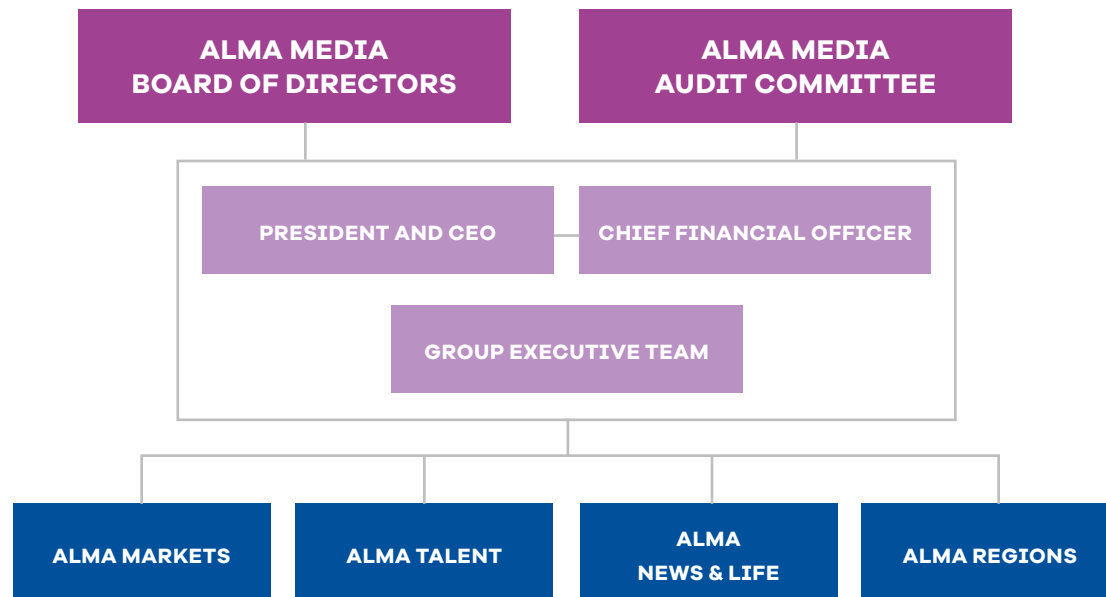 ALMA MEDIA
BOARD OF DIRECTORS
ALMA MEDIA
AUDIT COMMITTEE
PRESIDENT AND CEO
CHIEF FINANCIAL OFFICER
GROUP EXECUTIVE TEAM
ALMA MARKETS
ALMA TALENT
ALMA
NEWS & LIFE
ALMA REGIONS